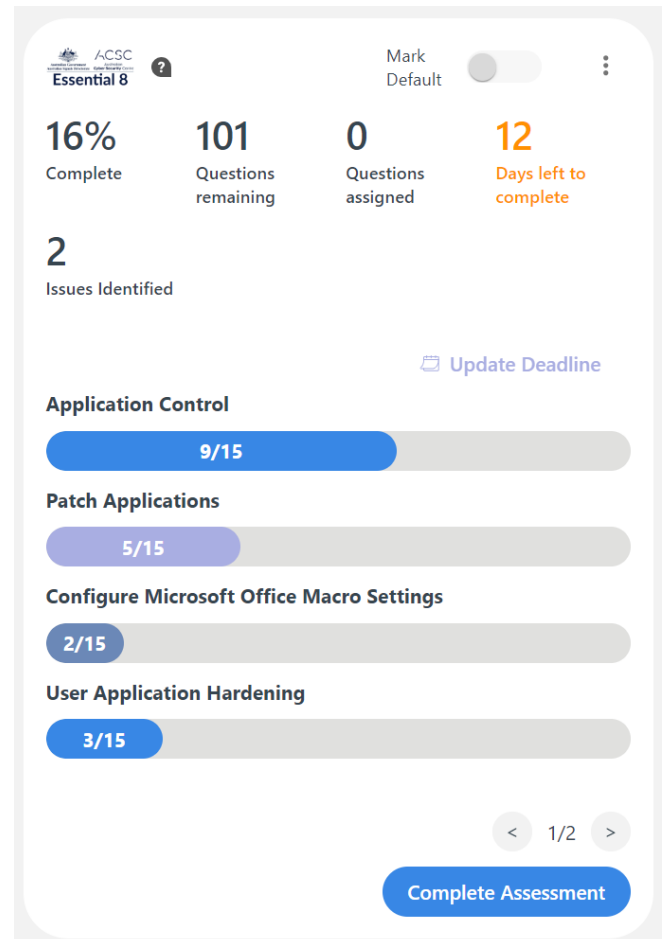 ACSC
Essential 8
?
Mark
Default
16%
Complete
101
Questions
remaining
0
Questions
assigned
12
Days left to
complete
2
Issues Identified
Update Deadline
Application Control
9/15
Patch Applications
5/15
Configure Microsoft Office Macro Settings
2/15
User Application Hardening
3/15
< 1/2 >
Complete Assessment